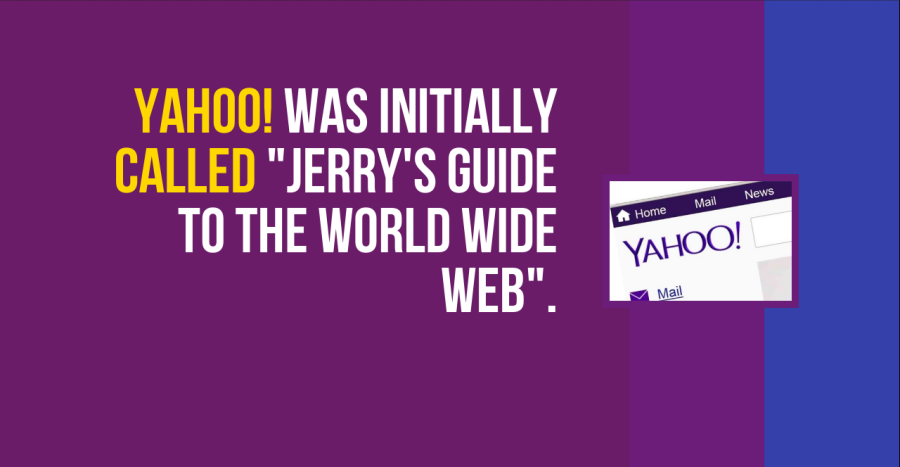 YAHOO! WAS INITIALLY
CALLED "JERRY'S GUIDE
TO THE WORLD WIDE
WEB".
Home Mail News
YAHOO!
Mail